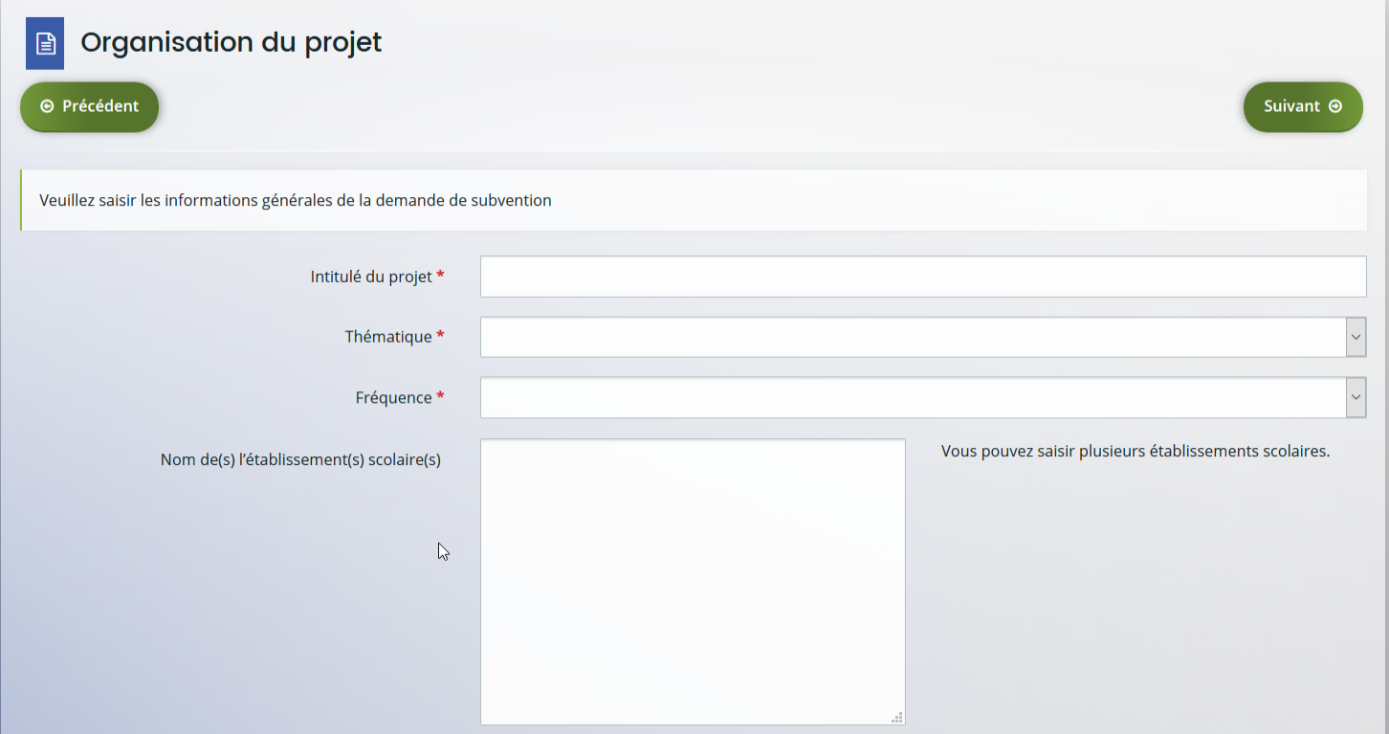 Organisation du projet
Précédent
Suivant
Veuillez saisir les informations générales de la demande de subvention
Intitulé du projet *
Thématique *
Fréquence *
Nom de(s) l'établissement(s) scolaire(s)
Vous pouvez saisir plusieurs établissements scolaires.